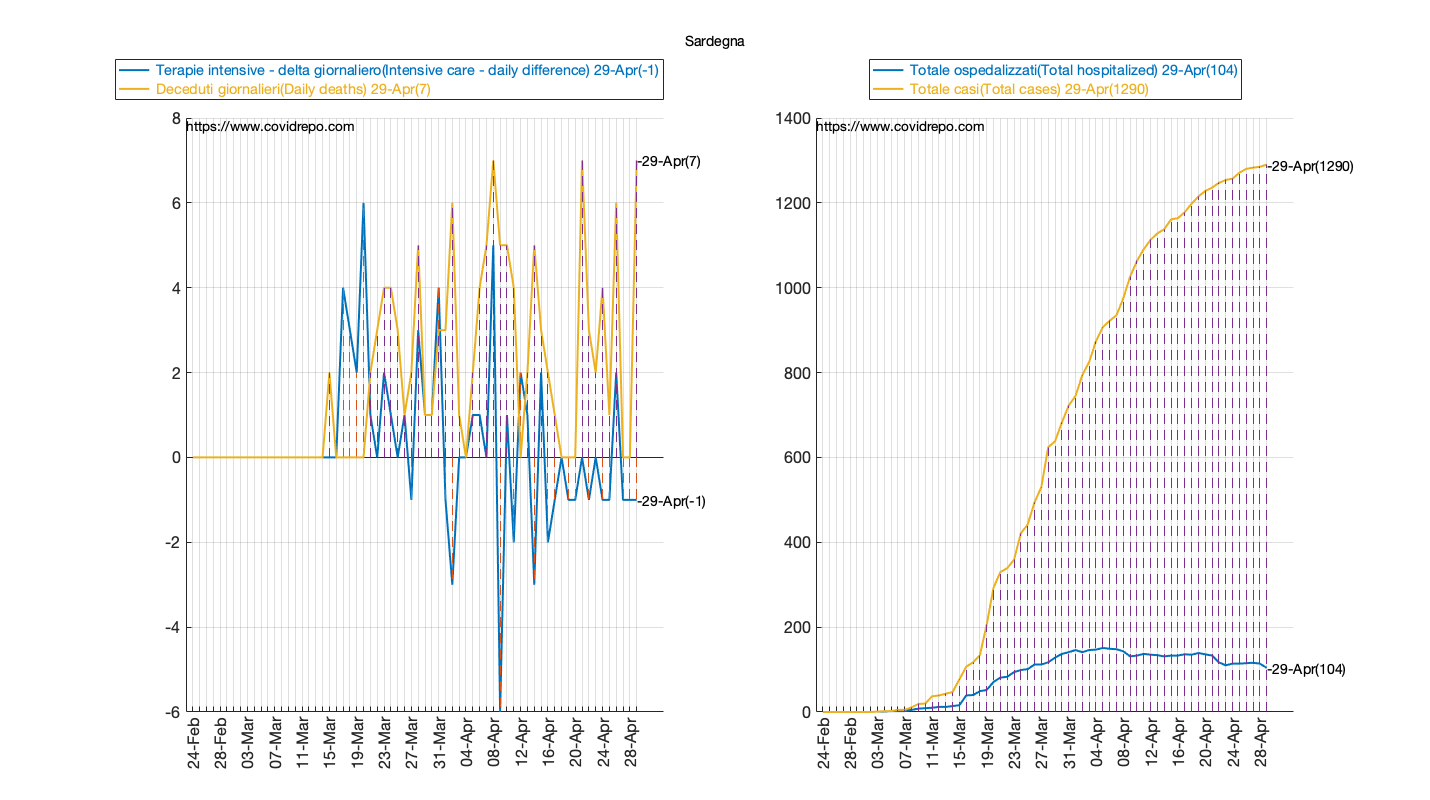 Sardegna
Terapie intensive - delta giornaliero(Intensive care - daily difference) 29-Apr(-1)
Deceduti giornalieri(Daily deaths) 29-Apr(7)
https://www.covidrepo.com
8
6
4
2
0
-2
-4
-6
-29-Apr(7)
-29-Apr(-1)
24-Feb
28-Feb
03-Mar
07-Mar
11-Mar
15-Mar
19-Mar
23-Mar
27-Mar
31-Mar
04-Apr
08-Apr
12-Apr
16-Apr
20-Apr
24-Apr
28-Apr
Totale ospedalizzati(Total hospitalized) 29-Apr(104)
Totale casi(Total cases) 29-Apr(1290)
https://www.covidrepo.com
1400
1200
1000
800
600
400
200
0
-29-Apr(1290)
-29-Apr(104)
24-Feb
28-Feb
03-Mar
07-Mar
11-Mar
15-Mar
19-Mar
23-Mar
27-Mar
31-Mar
04-Apr
08-Apr
12-Apr
16-Apr
20-Apr
24-Apr
28-Apr